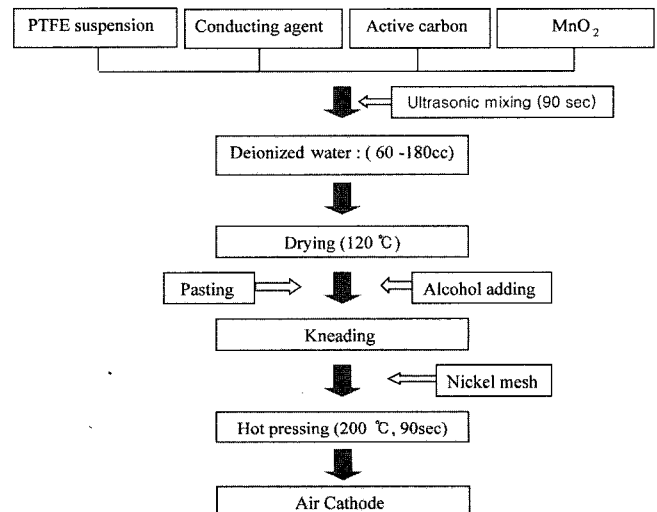 PTFE suspension
Conducting agent
Active carbon
MnO2
Ultrasonic mixing (90 sec)
Deionized water : ( 60 -180cc)
Drying (120 ℃)
Pasting
Alcohol adding
Kneading
Nickel mesh
Hot pressing (200 ℃, 90sec)
Air Cathode